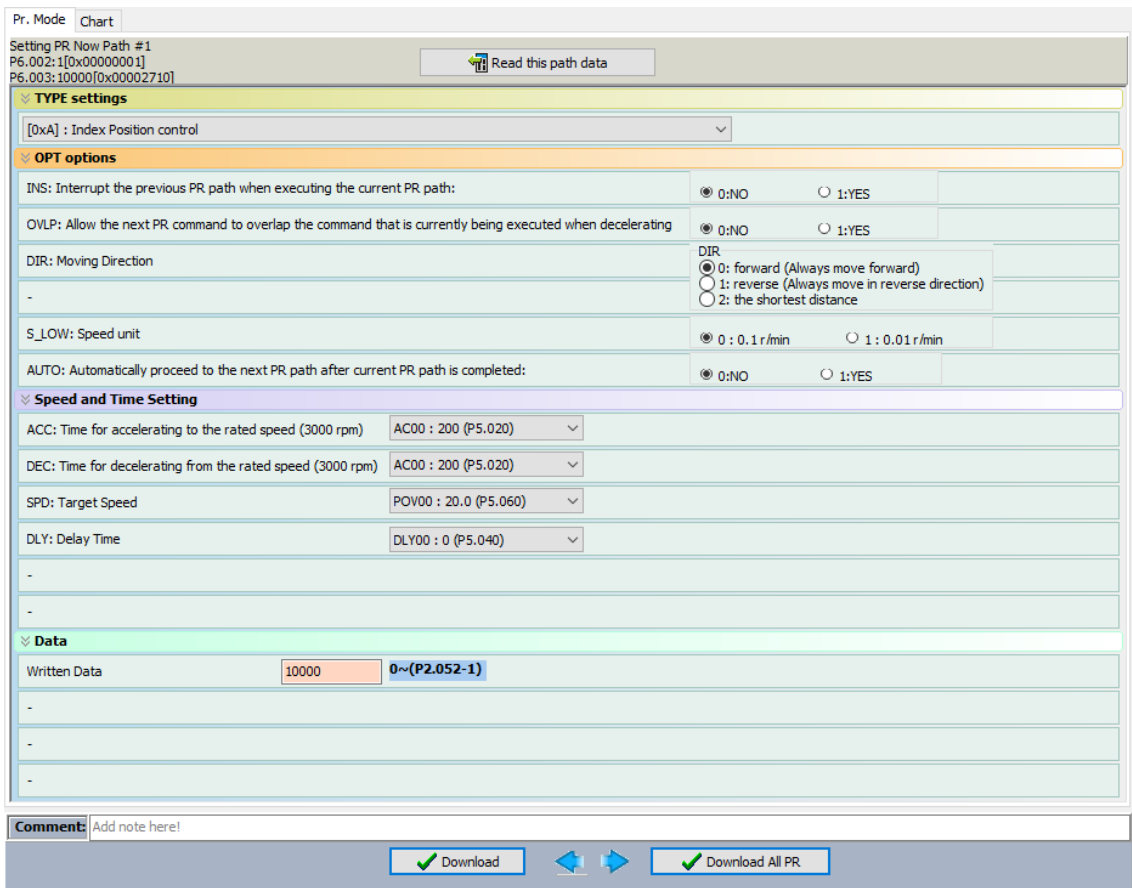 Pr. Mode Chart
Setting PR Now Path #1
P6.002:1[0x00000001]
P6.003:10000[0x00002710]
Read this path data
TYPE settings
[0xA] : Index Position control
OPT options
INS: Interrupt the previous PR path when executing the current PR path: 0:NO 1:YES
OVLP: Allow the next PR command to overlap the command that is currently being executed when decelerating 0:NO 1:YES
DIR: Moving Direction
DIR
0: forward (Always move forward)
1: reverse (Always move in reverse direction)
2: the shortest distance
-
S_LOW: Speed unit 0 : 0.1 r/min 1 : 0.01 r/min
AUTO: Automatically proceed to the next PR path after current PR path is completed: 0:NO 1:YES
Speed and Time Setting
ACC: Time for accelerating to the rated speed (3000 rpm) AC00 : 200 (P5.020)
DEC: Time for decelerating from the rated speed (3000 rpm) AC00 : 200 (P5.020)
SPD: Target Speed POV00 : 20.0 (P5.060)
DLY: Delay Time DLY00 : 0 (P5.040)
-
-
Data
Written Data 10000 0~(P2.052-1)
-
-
-
Comment: Add note here!
Download Download All PR